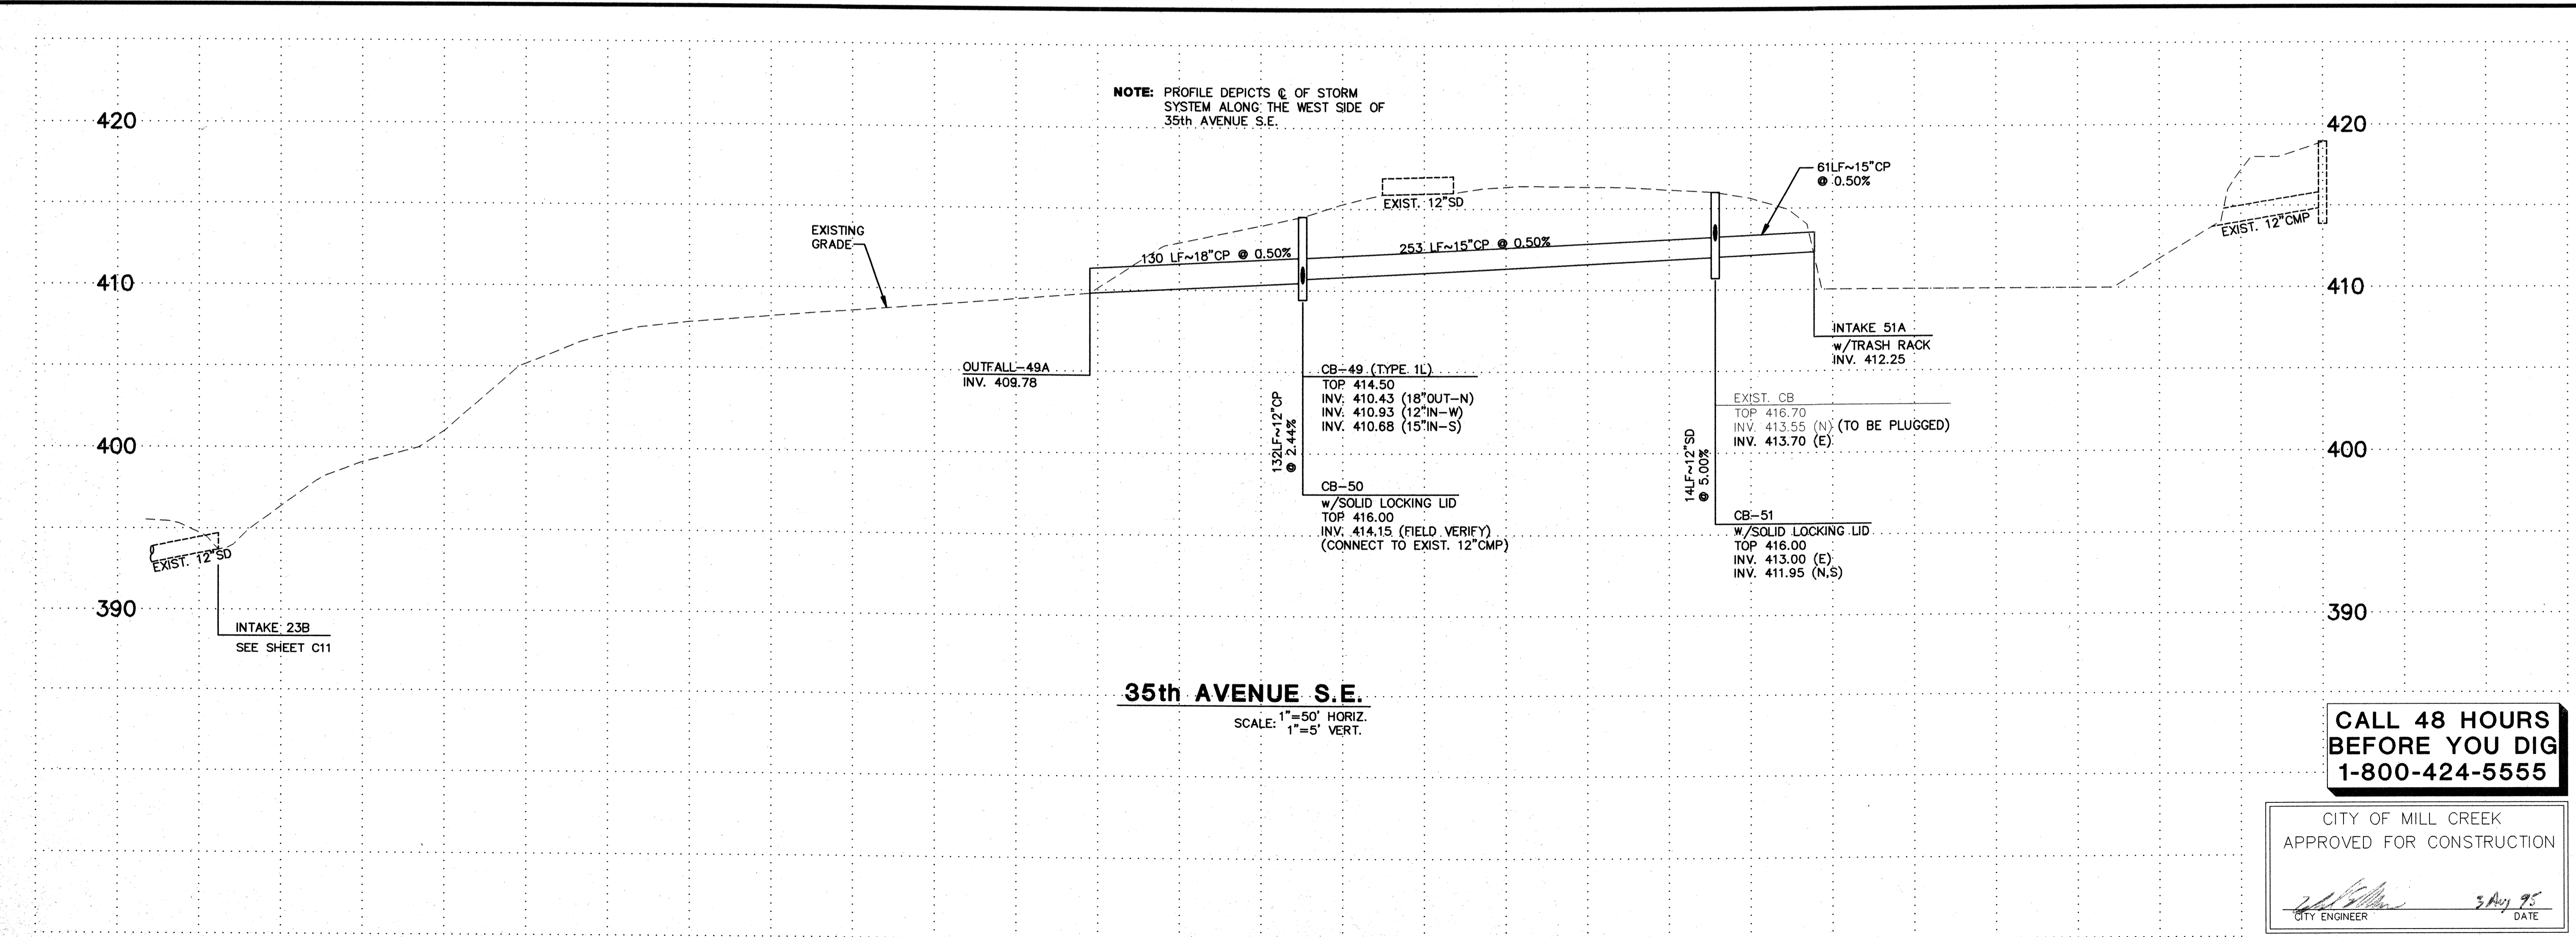 NOTE: PROFILE DEPICTS ℄ OF STORM
SYSTEM ALONG THE WEST SIDE OF
35th AVENUE S.E.
420
420
61LF~15"CP
@ 0.50%
EXIST. 12"SD
EXIST. 12"CMP
EXISTING
GRADE
130 LF~18"CP @ 0.50%
253 LF~15"CP @ 0.50%
410
410
INTAKE 51A
w/TRASH RACK
INV. 412.25
OUTFALL-49A
INV. 409.78
CB-49 (TYPE 1L)
TOP 414.50
INV. 410.43 (18"OUT-N)
INV. 410.93 (12"IN-W)
INV. 410.68 (15"IN-S)
132LF~12"CP
@ 2.44%
EXIST. CB
TOP 416.70
INV. 413.55 (N) (TO BE PLUGGED)
INV. 413.70 (E)
14LF~12"SD
@ 5.00%
400
400
CB-50
w/SOLID LOCKING LID
TOP 416.00
INV. 414.15 (FIELD VERIFY)
(CONNECT TO EXIST. 12"CMP)
CB-51
W/SOLID LOCKING LID
TOP 416.00
INV. 413.00 (E)
INV. 411.95 (N,S)
EXIST. 12"SD
390
390
INTAKE 23B
SEE SHEET C11
35th AVENUE S.E.
SCALE: 1"=50' HORIZ.
1"=5' VERT.
CALL 48 HOURS
BEFORE YOU DIG
1-800-424-5555
CITY OF MILL CREEK
APPROVED FOR CONSTRUCTION
3 Aug 95
CITY ENGINEER DATE